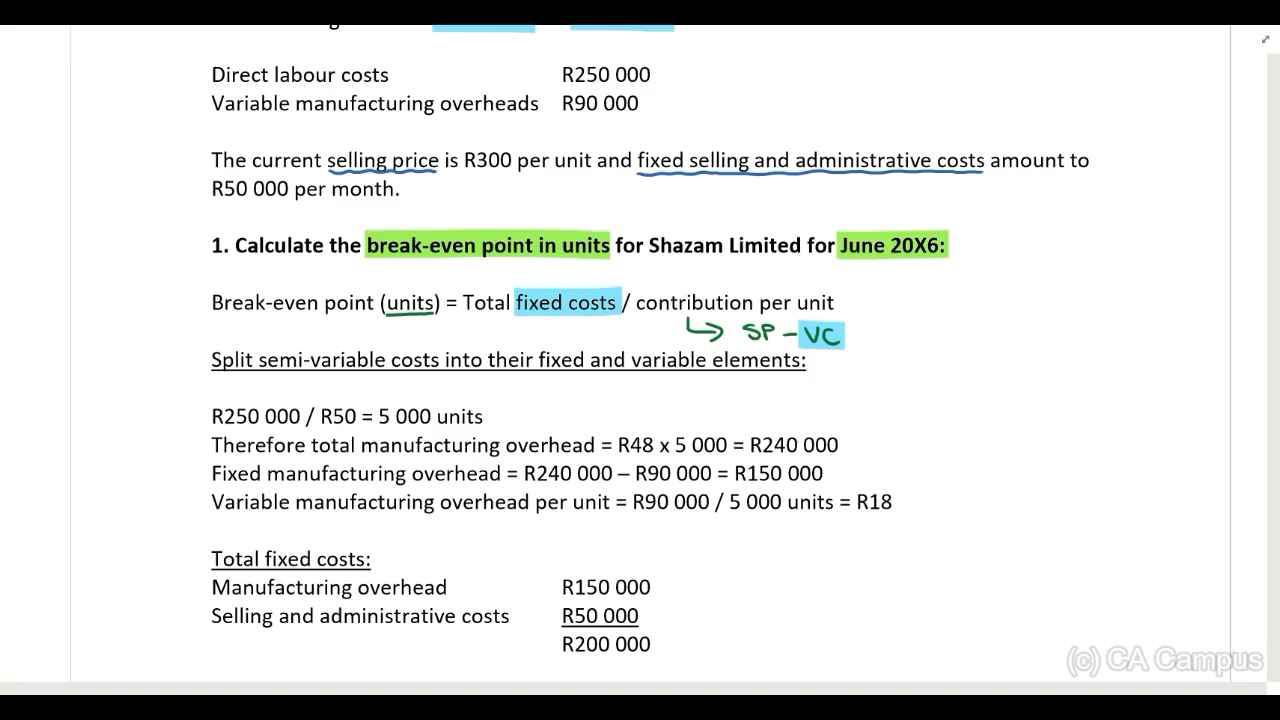 Direct labour costs R250 000
Variable manufacturing overheads R90 000
The current selling price is R300 per unit and fixed selling and administrative costs amount to
R50 000 per month.
1. Calculate the break-even point in units for Shazam Limited for June 20X6:
Break-even point (units) = Total fixed costs / contribution per unit
SP – VC
Split semi-variable costs into their fixed and variable elements:
R250 000 / R50 = 5 000 units
Therefore total manufacturing overhead = R48 x 5 000 = R240 000
Fixed manufacturing overhead = R240 000 – R90 000 = R150 000
Variable manufacturing overhead per unit = R90 000 / 5 000 units = R18
Total fixed costs:
Manufacturing overhead R150 000
Selling and administrative costs R50 000
R200 000
(c) CA Campus